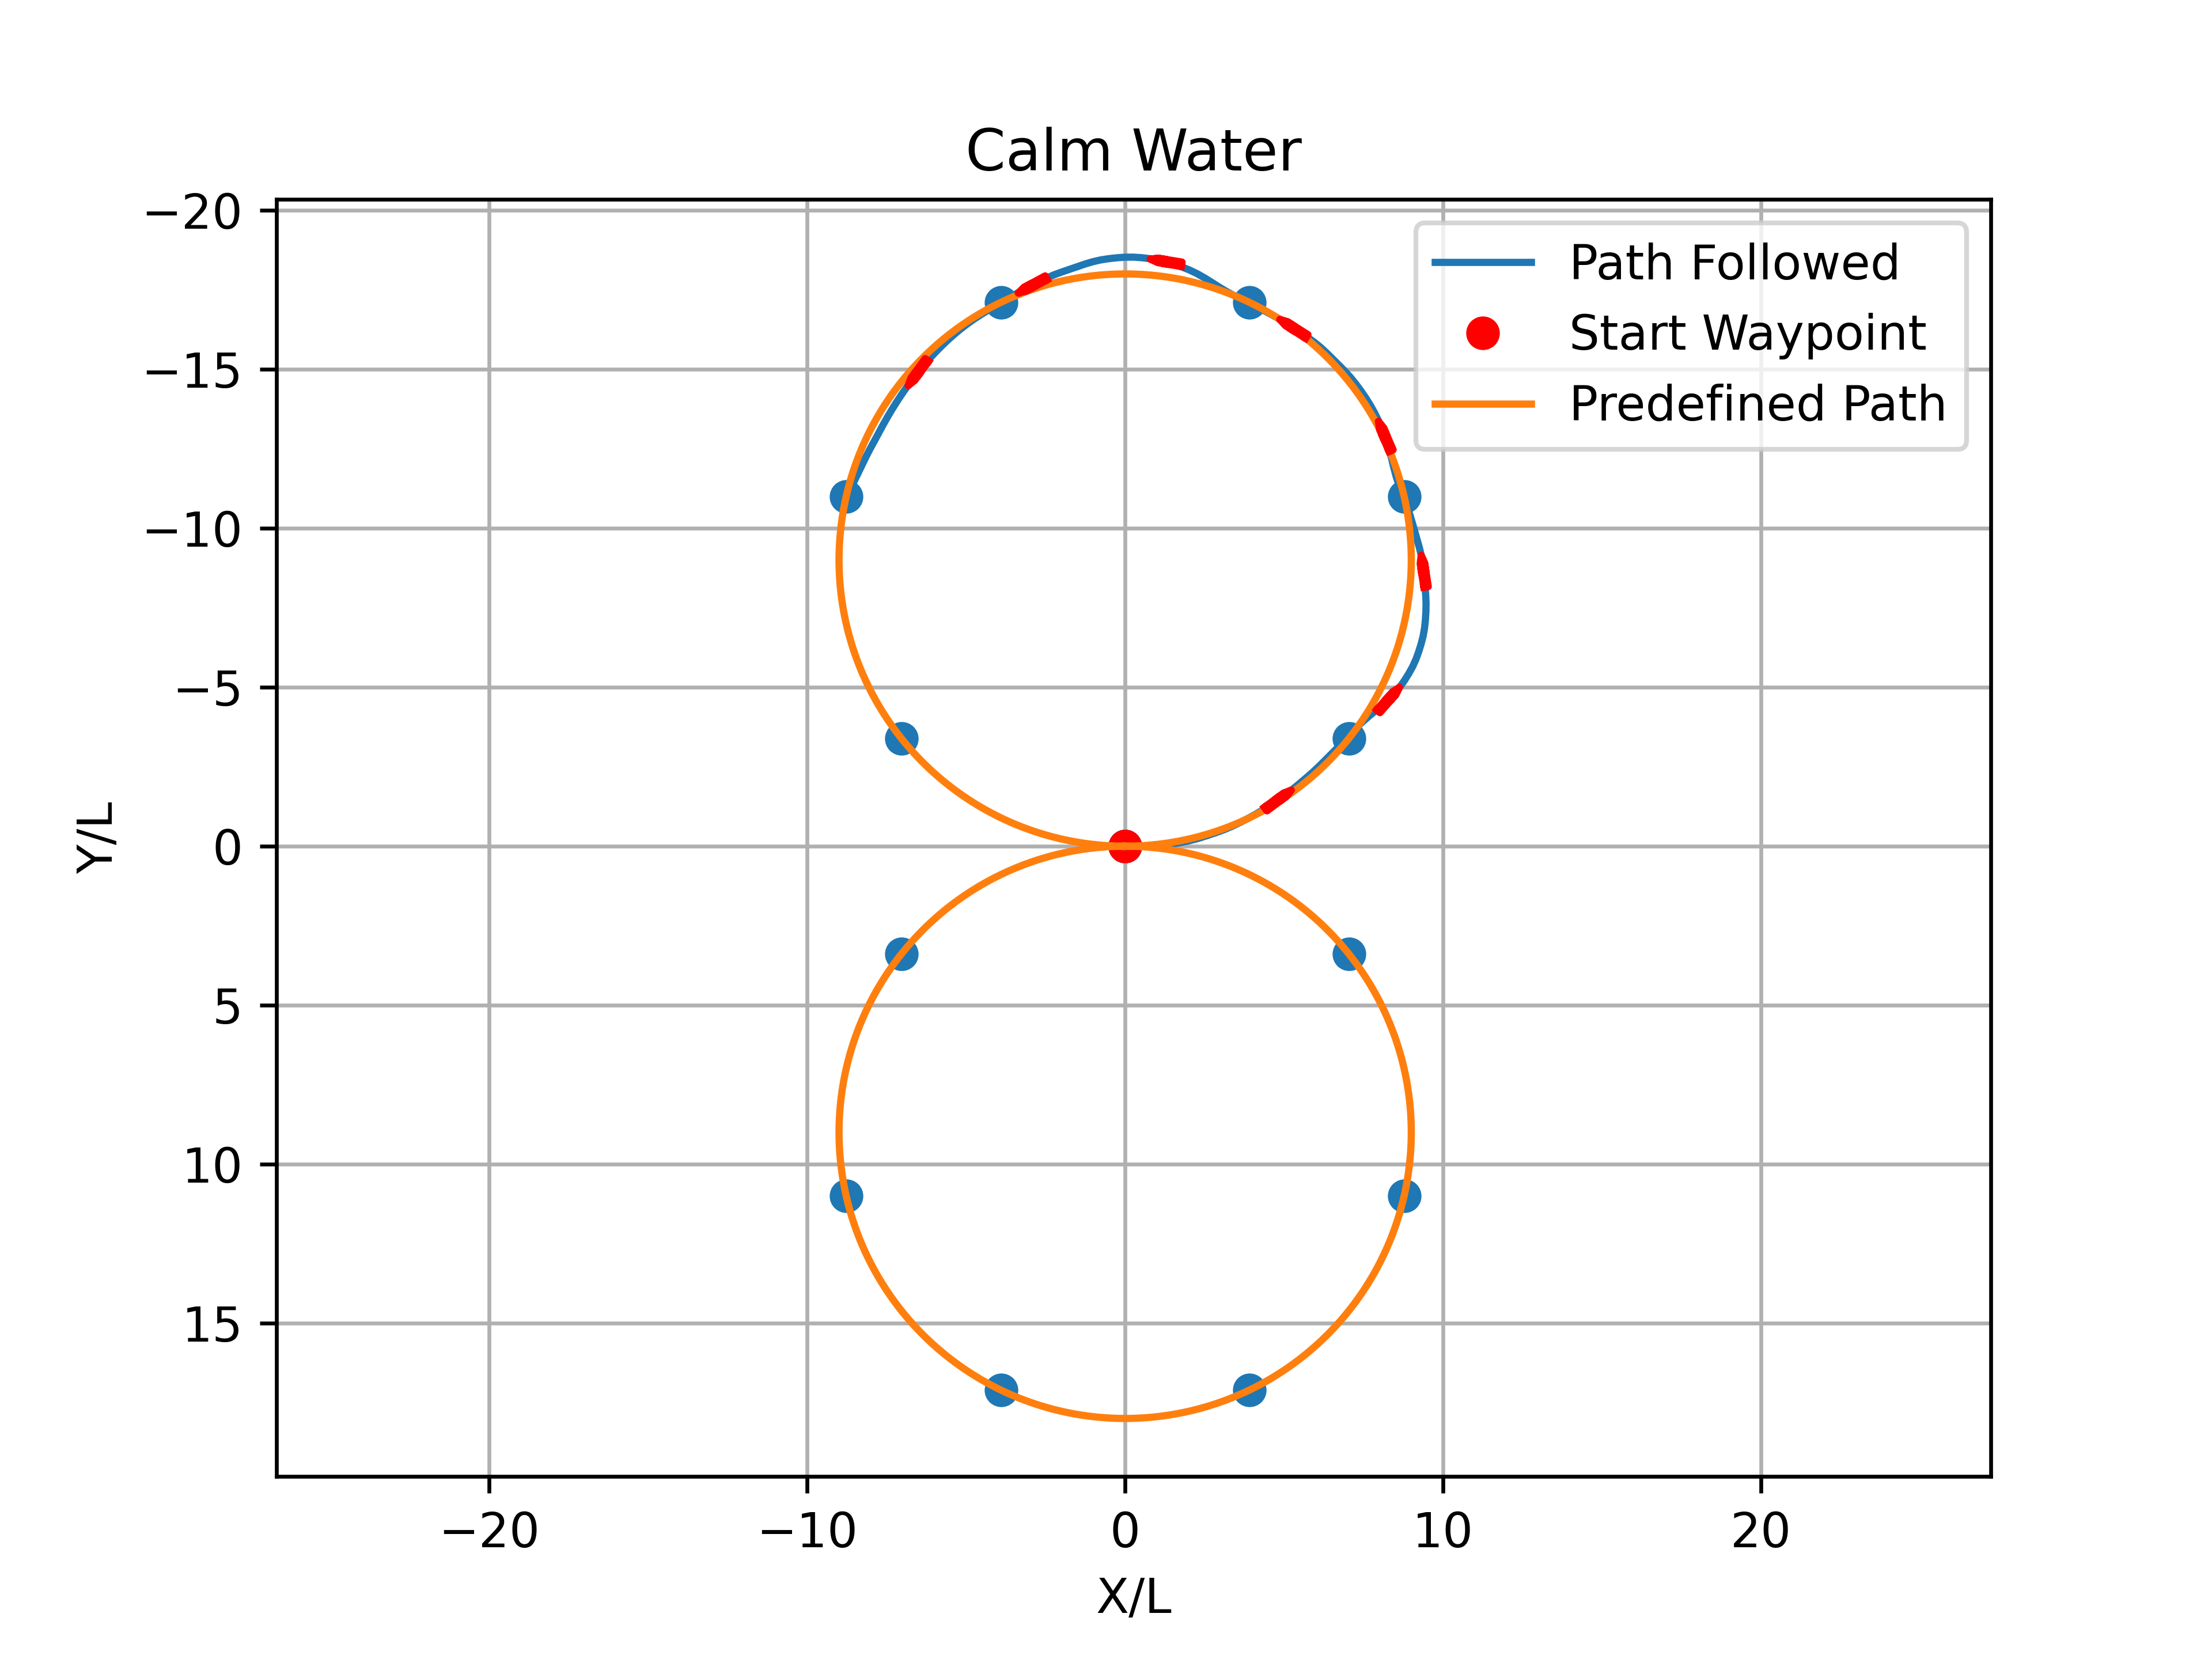 Calm Water
Path Followed
Start Waypoint
Predefined Path
−20
−15
−10
−5
0
5
10
15
Y/L
−20 −10 0 10 20
X/L